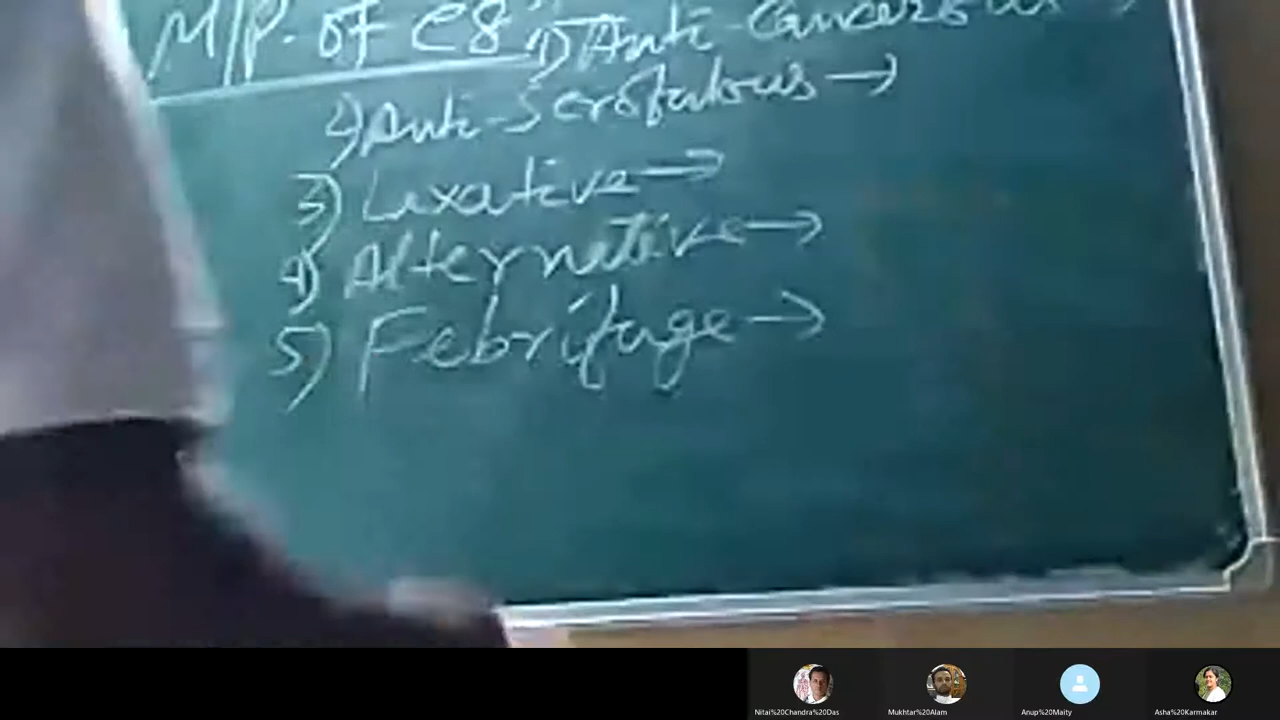 M/P. of C8" 1) Anti-Cancerous →
2) Anti-Scrofulous →
3) Laxative →
4) Alternative →
5) Febrifuge →
Nitai%20Chandra%20Das Mukhtar%20Alam Anup%20Maity Asha%20Karmakar